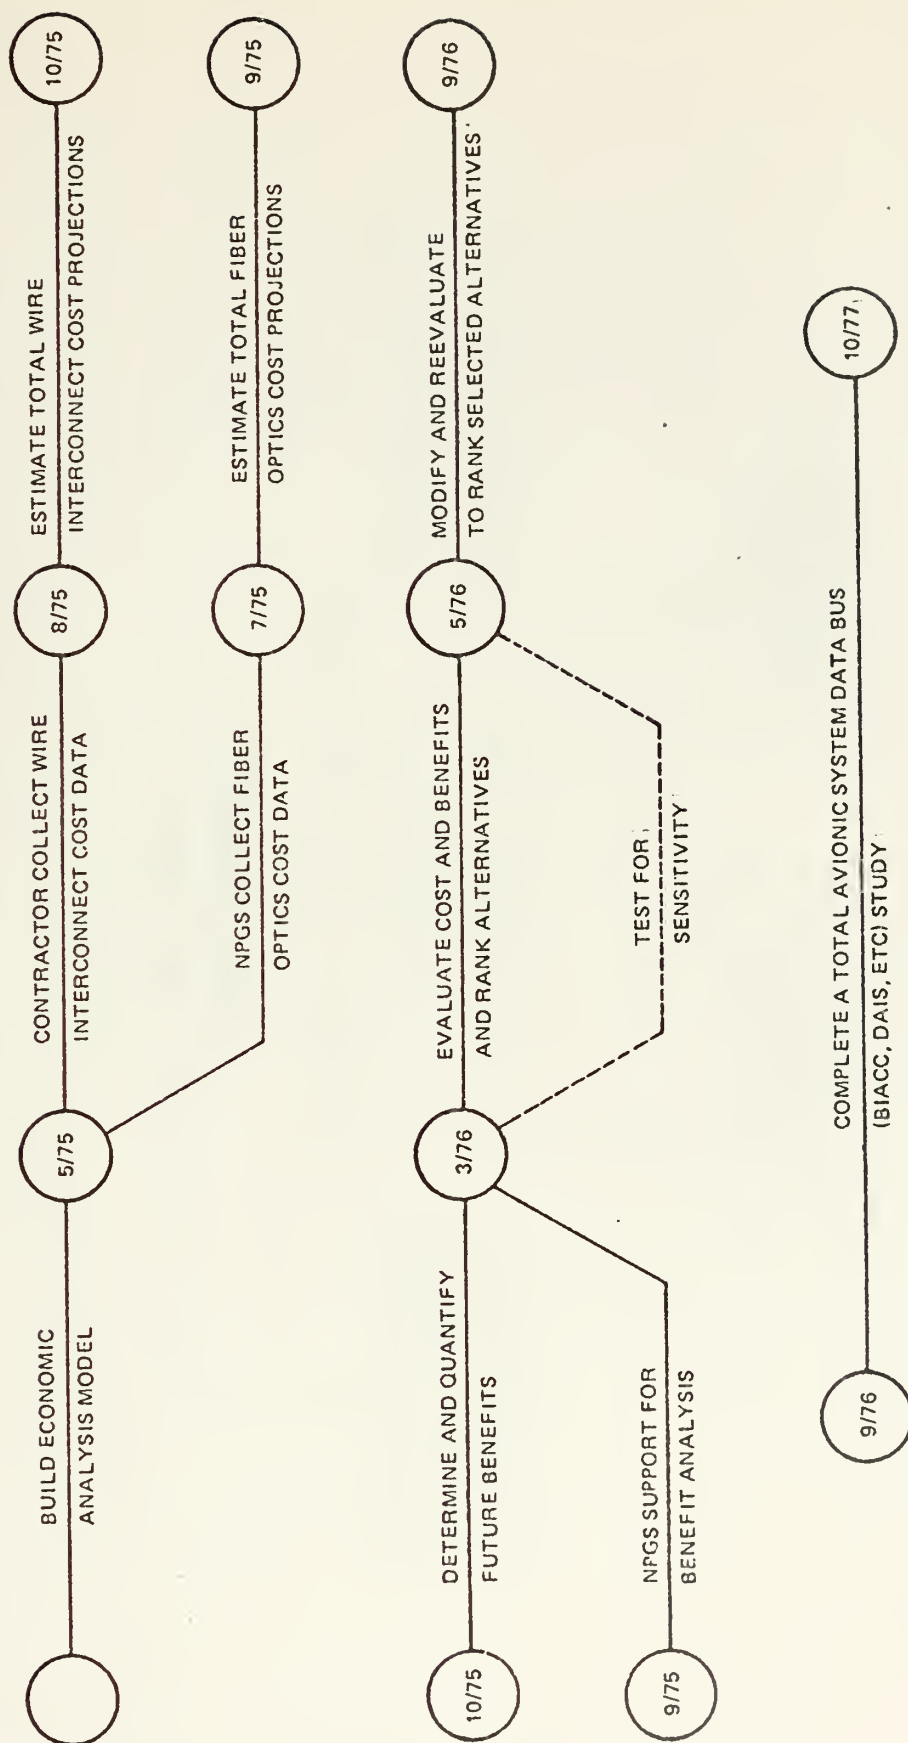 BUILD ECONOMIC
ANALYSIS MODEL
5/75
CONTRACTOR COLLECT WIRE
INTERCONNECT COST DATA
8/75
ESTIMATE TOTAL WIRE
INTERCONNECT COST PROJECTIONS
10/75
NPGS COLLECT FIBER
OPTICS COST DATA
7/75
ESTIMATE TOTAL FIBER
OPTICS COST PROJECTIONS
9/75
10/75
DETERMINE AND QUANTIFY
FUTURE BENEFITS
3/76
EVALUATE COST AND BENEFITS
AND RANK ALTERNATIVES
5/76
MODIFY AND REEVALUATE
TO RANK SELECTED ALTERNATIVES
9/76
9/75
NPGS SUPPORT FOR
BENEFIT ANALYSIS
TEST FOR
SENSITIVITY
9/76
COMPLETE A TOTAL AVIONIC SYSTEM DATA BUS
(BIACC, DAIS, ETC) STUDY
10/77